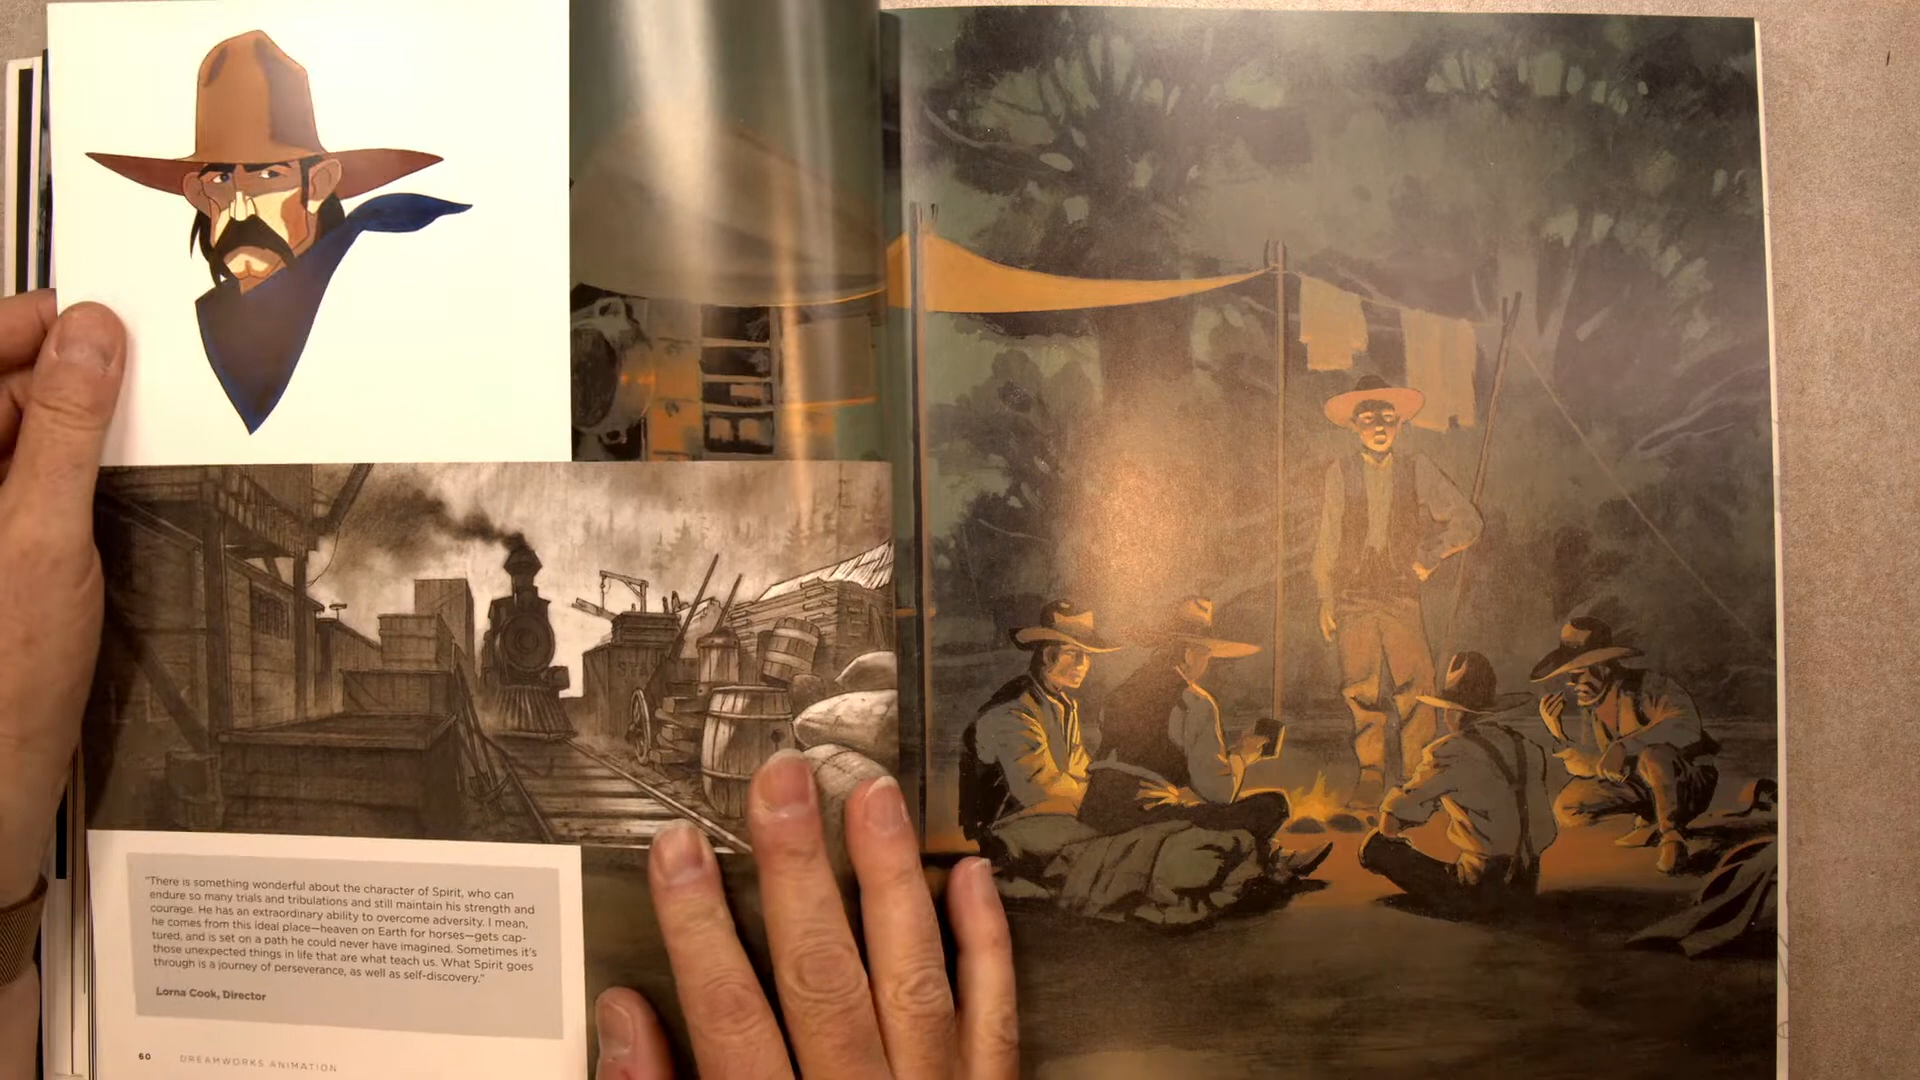 "There is something wonderful about the character of Spirit, who can
endure so many trials and tribulations and still maintain his strength and
courage. He has an extraordinary ability to overcome adversity. I mean,
he comes from this ideal place—heaven on Earth for horses—gets cap-
tured, and is set on a path he could never have imagined. Sometimes it's
those unexpected things in life that are what teach us. What Spirit goes
through is a journey of perseverance, as well as self-discovery."
Lorna Cook, Director
60 DREAMWORKS ANIMATION